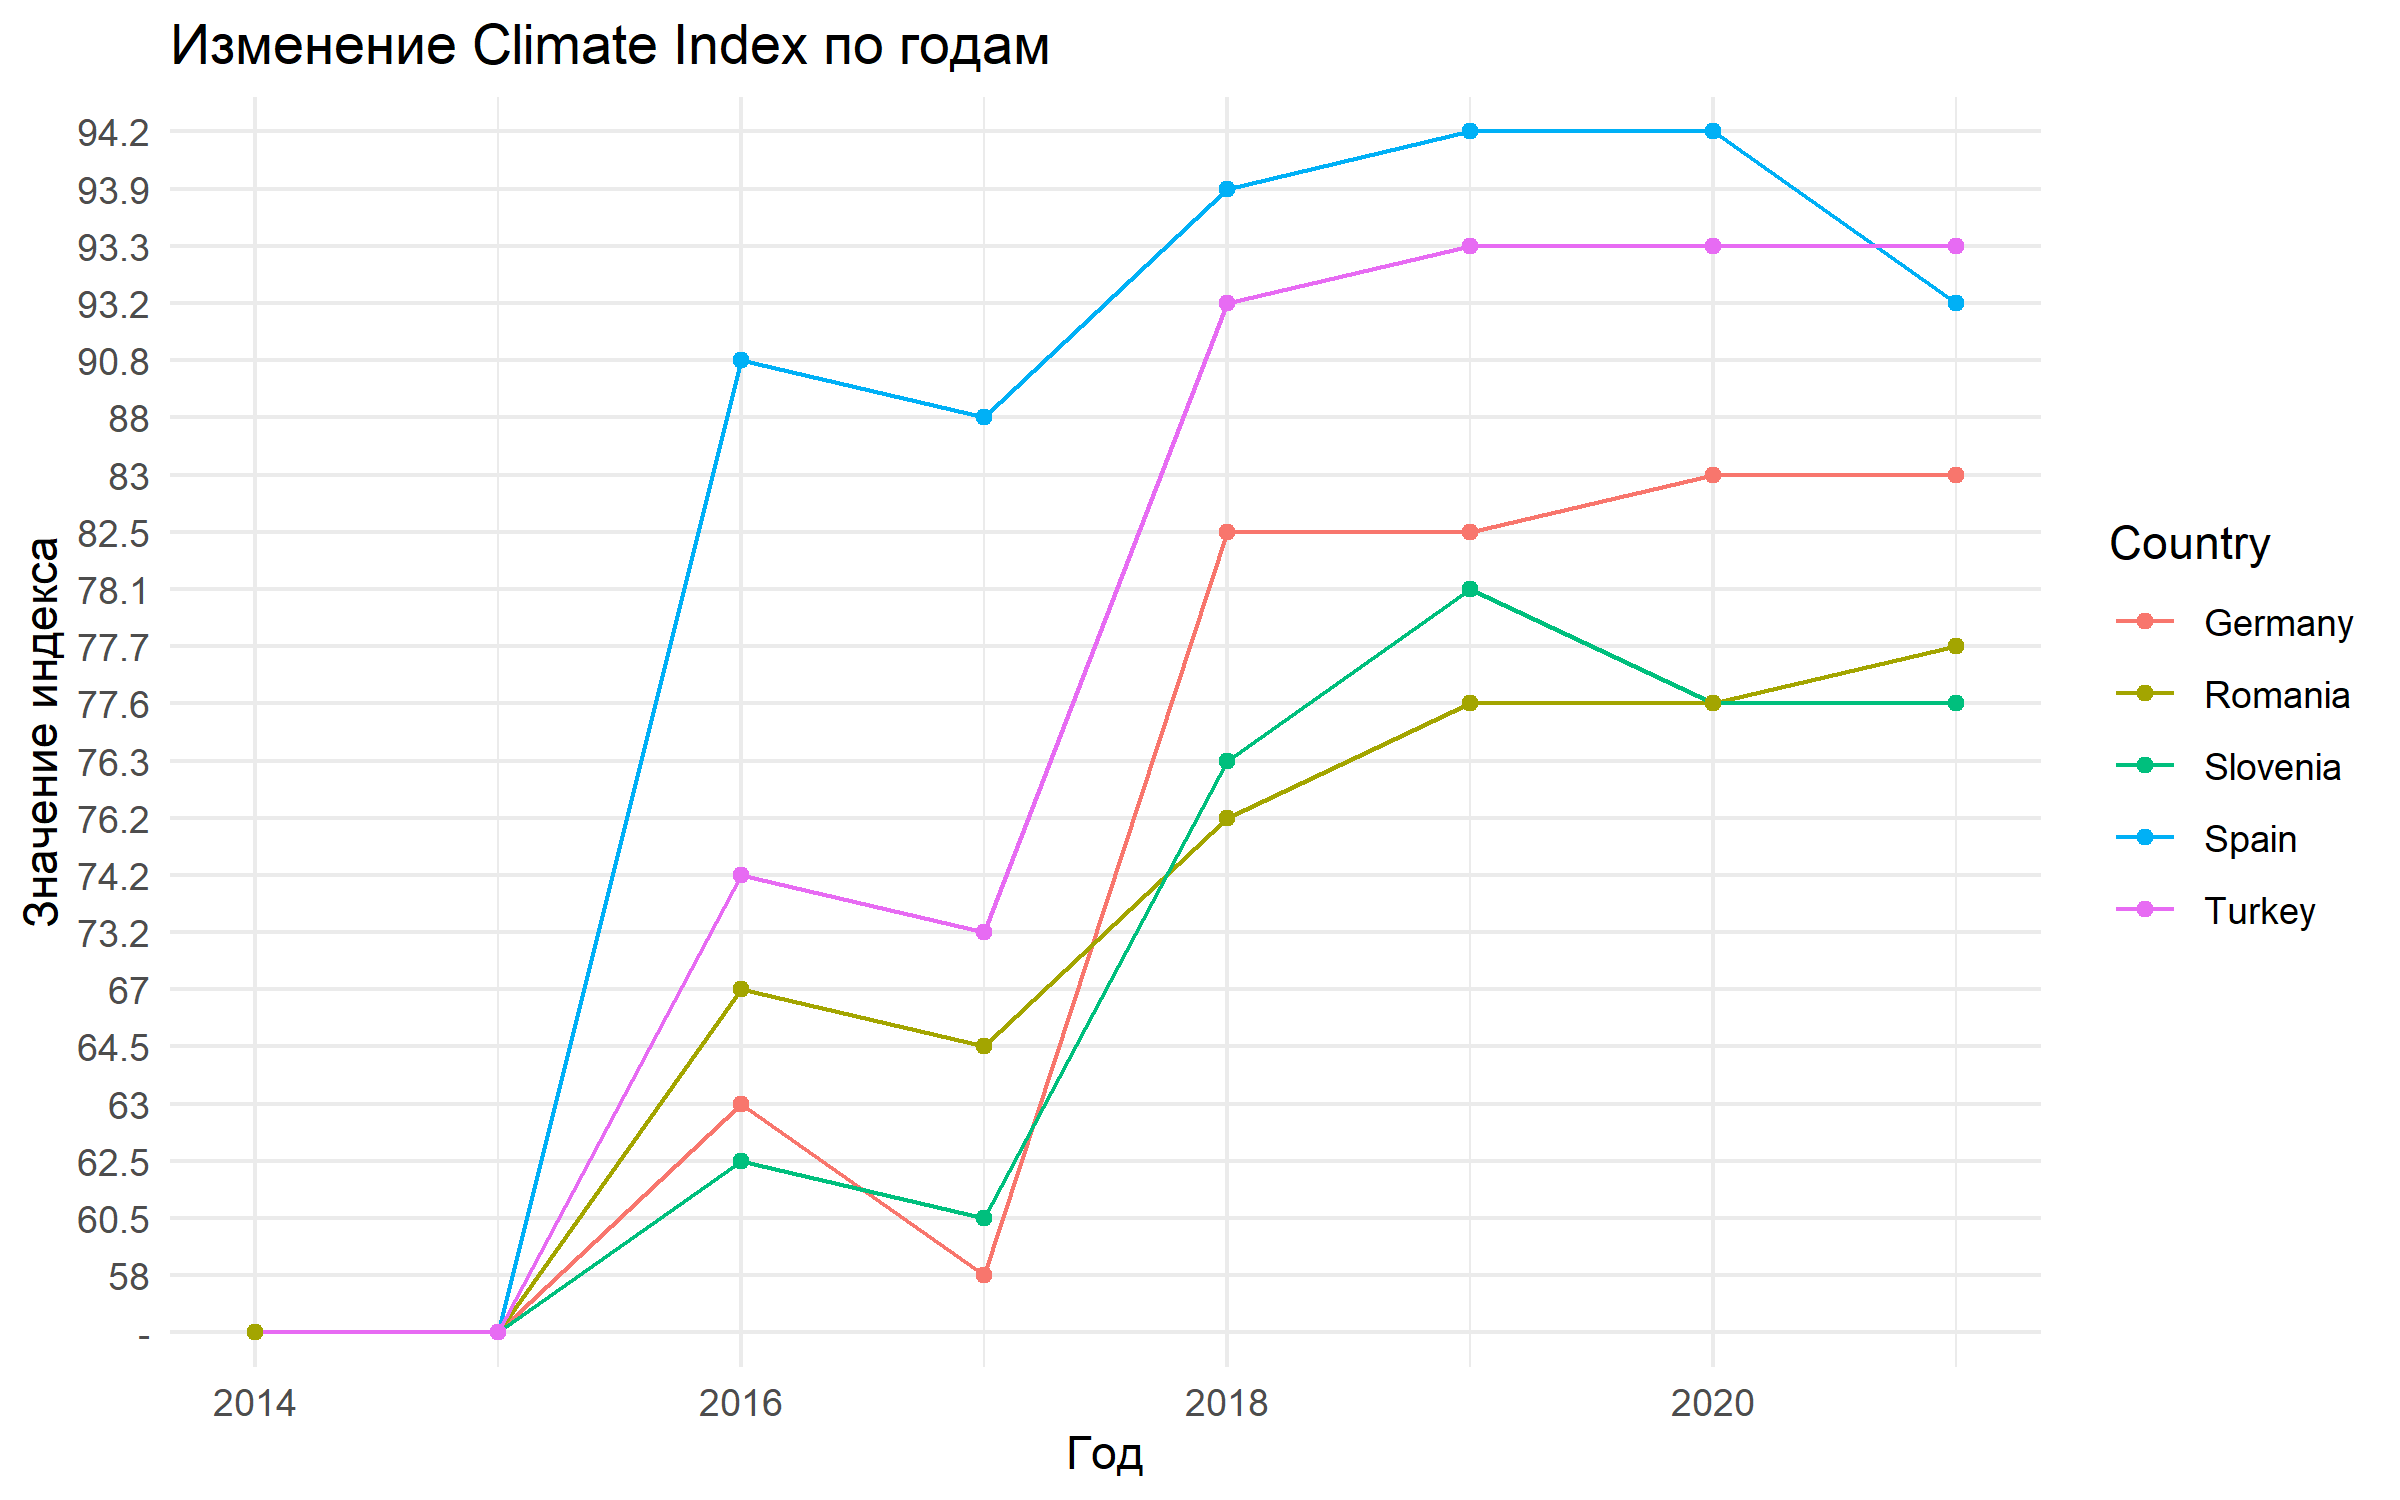 Изменение Climate Index по годам
94.2
93.9
93.3
93.2
90.8
88
83
82.5
78.1
77.7
77.6
76.3
76.2
74.2
73.2
67
64.5
63
62.5
60.5
58
-
Значение индекса
2014
2016
2018
2020
Год
Country
Germany
Romania
Slovenia
Spain
Turkey